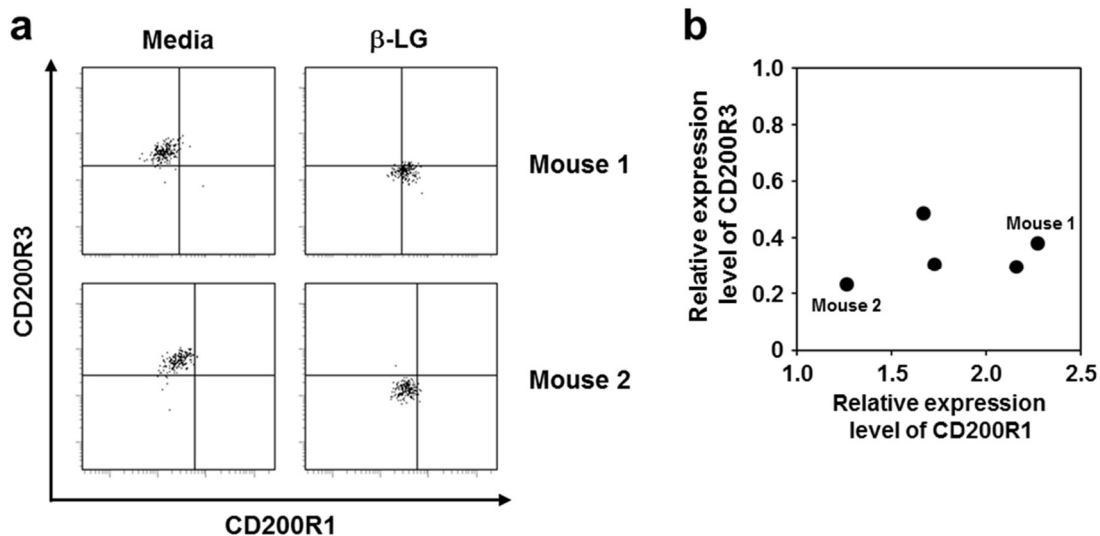 a
Media
β-LG
CD200R3
Mouse 1
Mouse 2
CD200R1
b
Relative expression
level of CD200R3
1.0
0.8
0.6
0.4
0.2
0
Mouse 1
Mouse 2
1.0 1.5 2.0 2.5
Relative expression
level of CD200R1